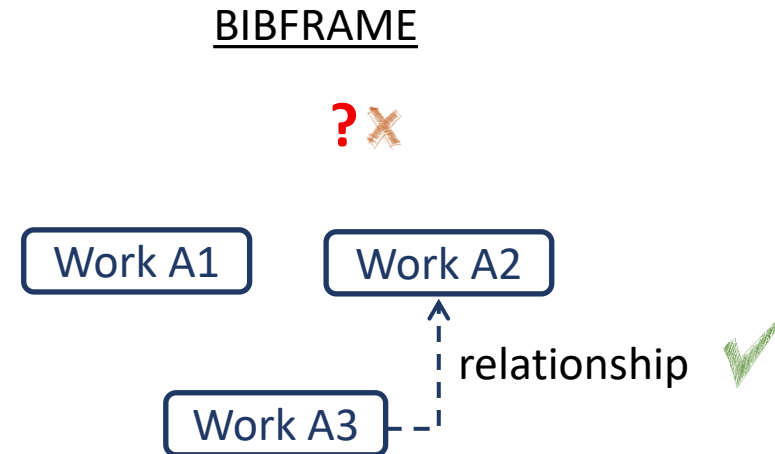 BIBFRAME
?
Work A1
Work A2
relationship
Work A3